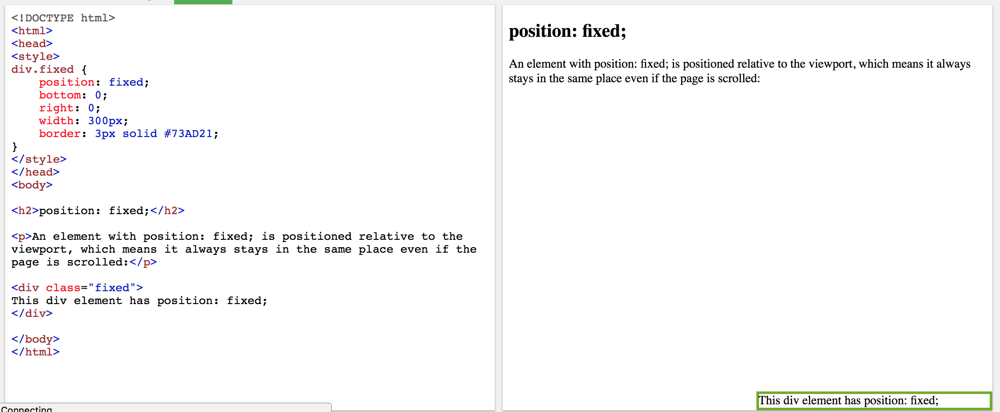 <!DOCTYPE html>
<html>
<head>
<style>
div.fixed {
    position: fixed;
    bottom: 0;
    right: 0;
    width: 300px;
    border: 3px solid #73AD21;
}
</style>
</head>
<body>

<h2>position: fixed;</h2>

<p>An element with position: fixed; is positioned relative to the
viewport, which means it always stays in the same place even if the
page is scrolled:</p>

<div class="fixed">
This div element has position: fixed;
</div>

</body>
</html>
Connecting
position: fixed;
An element with position: fixed; is positioned relative to the viewport, which means it always
stays in the same place even if the page is scrolled:
This div element has position: fixed;